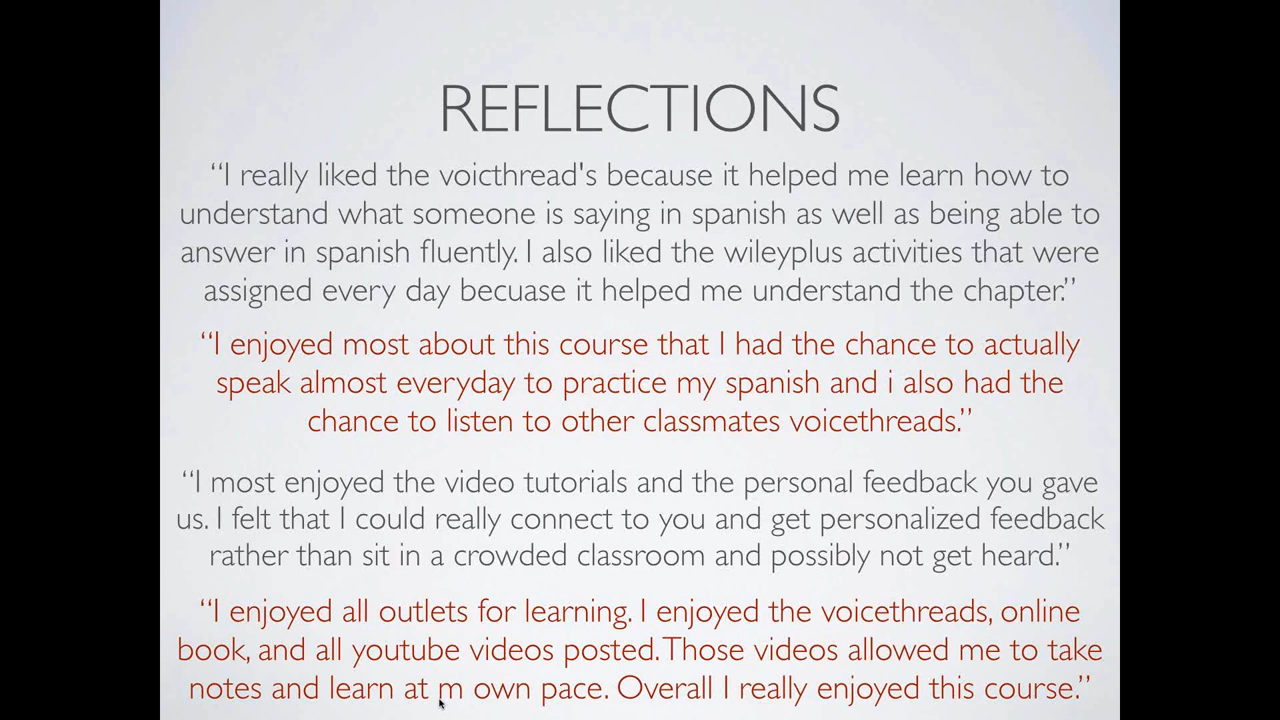 REFLECTIONS
“I really liked the voicthread's because it helped me learn how to
understand what someone is saying in spanish as well as being able to
answer in spanish fluently. I also liked the wileyplus activities that were
assigned every day becuase it helped me understand the chapter.”
“I enjoyed most about this course that I had the chance to actually
speak almost everyday to practice my spanish and i also had the
chance to listen to other classmates voicethreads.”
“I most enjoyed the video tutorials and the personal feedback you gave
us. I felt that I could really connect to you and get personalized feedback
rather than sit in a crowded classroom and possibly not get heard.”
“I enjoyed all outlets for learning. I enjoyed the voicethreads, online
book, and all youtube videos posted. Those videos allowed me to take
notes and learn at m own pace. Overall I really enjoyed this course.”